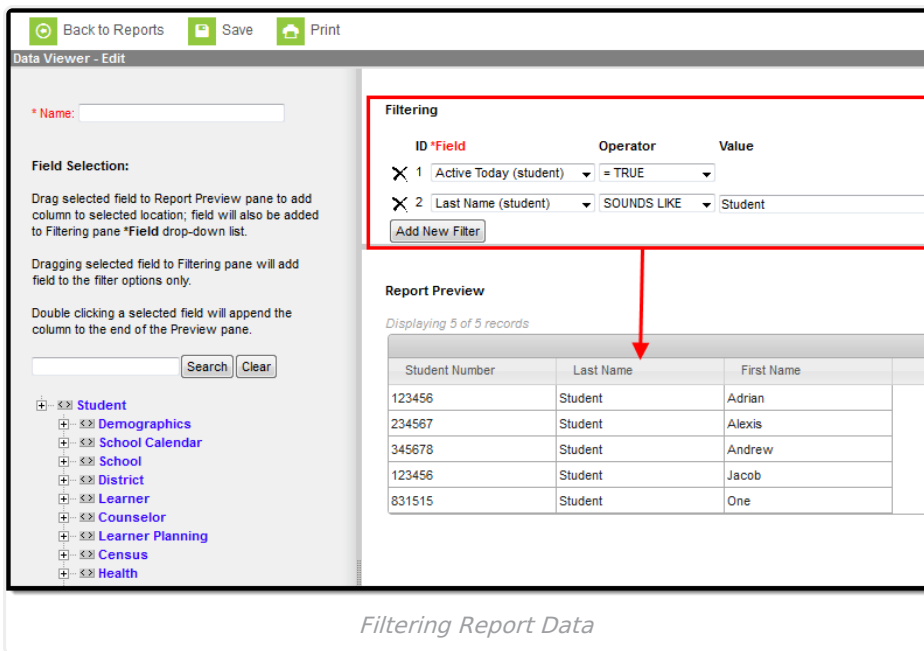 Back to Reports Save Print
Data Viewer - Edit
* Name:
Field Selection:
Drag selected field to Report Preview pane to add
column to selected location; field will also be added
to Filtering pane *Field drop-down list.
Dragging selected field to Filtering pane will add
field to the filter options only.
Double clicking a selected field will append the
column to the end of the Preview pane.
Search Clear
Student
Demographics
School Calendar
School
District
Learner
Counselor
Learner Planning
Census
Health
Filtering
ID *Field Operator Value
1 Active Today (student) = TRUE
2 Last Name (student) SOUNDS LIKE Student
Add New Filter
Report Preview
Displaying 5 of 5 records
Student Number Last Name First Name
123456 Student Adrian
234567 Student Alexis
345678 Student Andrew
123456 Student Jacob
831515 Student One
Filtering Report Data